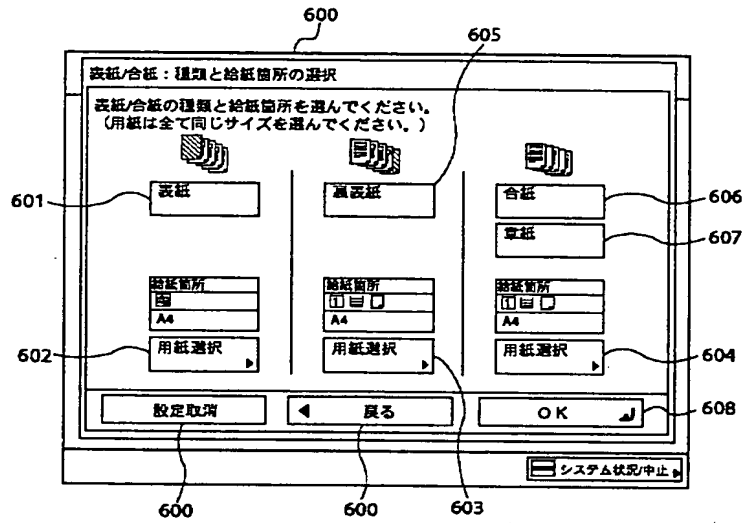 600
605
表紙/合紙：種類と給紙箇所の選択
表紙/合紙の種類と給紙箇所を選んでください。
（用紙は全て同じサイズを選んでください。）
601
表紙
裏表紙
合紙
606
章紙
607
給紙箇所
A4
給紙箇所
1
A4
給紙箇所
1
A4
602
用紙選択
用紙選択
用紙選択
604
設定取消
戻る
OK
608
システム状況/中止
600
600
603